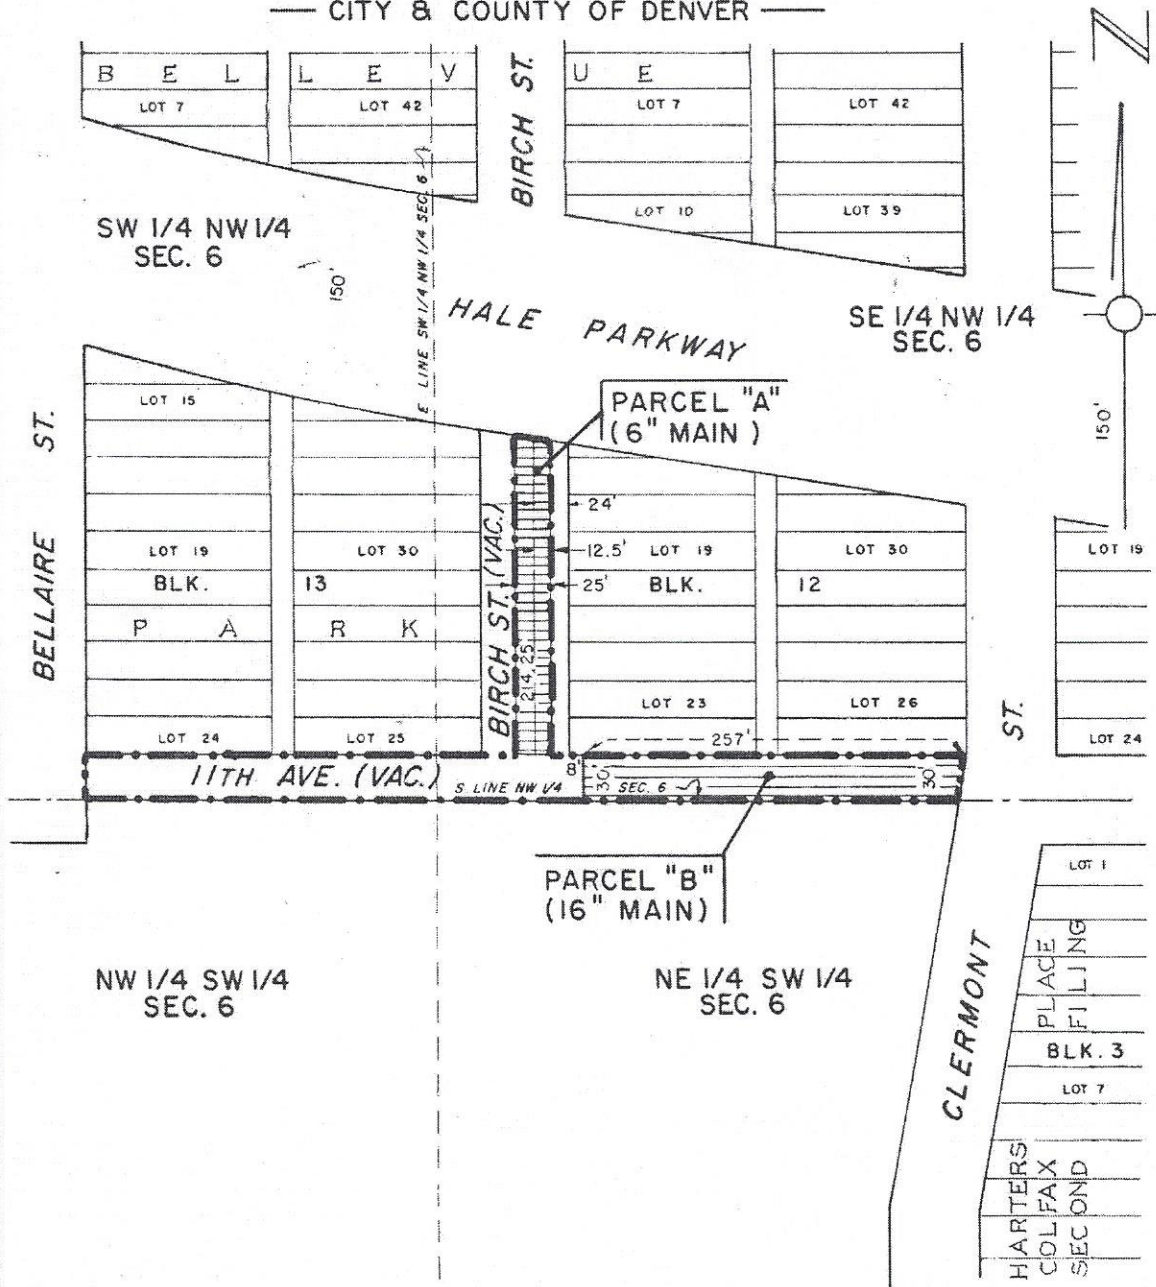 CITY & COUNTY OF DENVER
N
B E L L E V U E
LOT 7
LOT 42
LOT 7
LOT 42
BIRCH ST.
LOT 10
LOT 39
SW 1/4 NW 1/4
SEC. 6
150'
E LINE SW 1/4 NW 1/4 SEC. 6
HALE PARKWAY
SE 1/4 NW 1/4
SEC. 6
150'
PARCEL "A"
(6" MAIN )
LOT 15
BELLAIRE ST.
24'
12.5'
25'
LOT 19
LOT 30
LOT 19
LOT 30
LOT 19
BLK. 13
BLK. 12
P A R K
BIRCH ST. (VAC.)
214.25'
LOT 23
LOT 26
LOT 24
LOT 25
LOT 24
257'
11TH AVE. (VAC.)
S. LINE NW 1/4
8'
30'
SEC. 6
30'
ST.
PARCEL "B"
(16" MAIN)
LOT 1
NW 1/4 SW 1/4
SEC. 6
NE 1/4 SW 1/4
SEC. 6
CLERMONT
PLACE
FILING
BLK. 3
LOT 7
HARTERS
COLFAX
SECOND